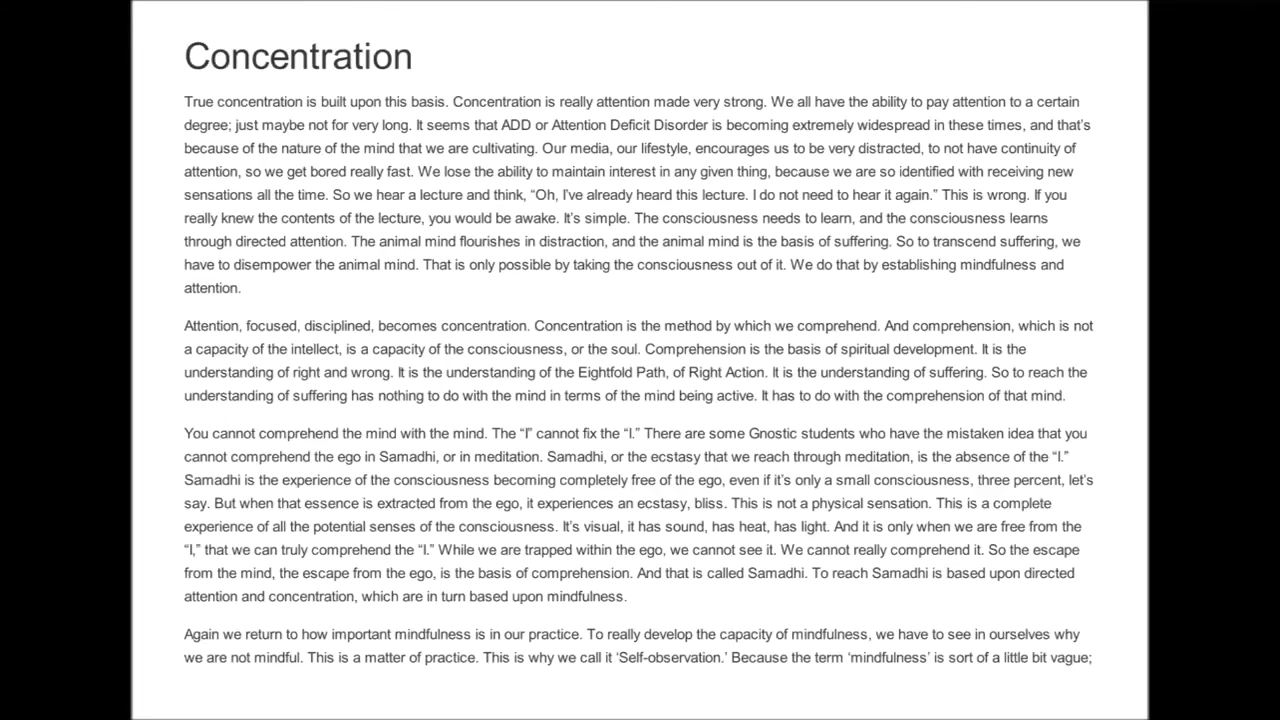 Concentration
True concentration is built upon this basis. Concentration is really attention made very strong. We all have the ability to pay attention to a certain
degree; just maybe not for very long. It seems that ADD or Attention Deficit Disorder is becoming extremely widespread in these times, and that’s
because of the nature of the mind that we are cultivating. Our media, our lifestyle, encourages us to be very distracted, to not have continuity of
attention, so we get bored really fast. We lose the ability to maintain interest in any given thing, because we are so identified with receiving new
sensations all the time. So we hear a lecture and think, “Oh, I’ve already heard this lecture. I do not need to hear it again.” This is wrong. If you
really knew the contents of the lecture, you would be awake. It’s simple. The consciousness needs to learn, and the consciousness learns
through directed attention. The animal mind flourishes in distraction, and the animal mind is the basis of suffering. So to transcend suffering, we
have to disempower the animal mind. That is only possible by taking the consciousness out of it. We do that by establishing mindfulness and
attention.
Attention, focused, disciplined, becomes concentration. Concentration is the method by which we comprehend. And comprehension, which is not
a capacity of the intellect, is a capacity of the consciousness, or the soul. Comprehension is the basis of spiritual development. It is the
understanding of right and wrong. It is the understanding of the Eightfold Path, of Right Action. It is the understanding of suffering. So to reach the
understanding of suffering has nothing to do with the mind in terms of the mind being active. It has to do with the comprehension of that mind.
You cannot comprehend the mind with the mind. The “I” cannot fix the “I.” There are some Gnostic students who have the mistaken idea that you
cannot comprehend the ego in Samadhi, or in meditation. Samadhi, or the ecstasy that we reach through meditation, is the absence of the “I.”
Samadhi is the experience of the consciousness becoming completely free of the ego, even if it’s only a small consciousness, three percent, let’s
say. But when that essence is extracted from the ego, it experiences an ecstasy, bliss. This is not a physical sensation. This is a complete
experience of all the potential senses of the consciousness. It’s visual, it has sound, has heat, has light. And it is only when we are free from the
“I,” that we can truly comprehend the “I.” While we are trapped within the ego, we cannot see it. We cannot really comprehend it. So the escape
from the mind, the escape from the ego, is the basis of comprehension. And that is called Samadhi. To reach Samadhi is based upon directed
attention and concentration, which are in turn based upon mindfulness.
Again we return to how important mindfulness is in our practice. To really develop the capacity of mindfulness, we have to see in ourselves why
we are not mindful. This is a matter of practice. This is why we call it ‘Self-observation.’ Because the term ‘mindfulness’ is sort of a little bit vague;